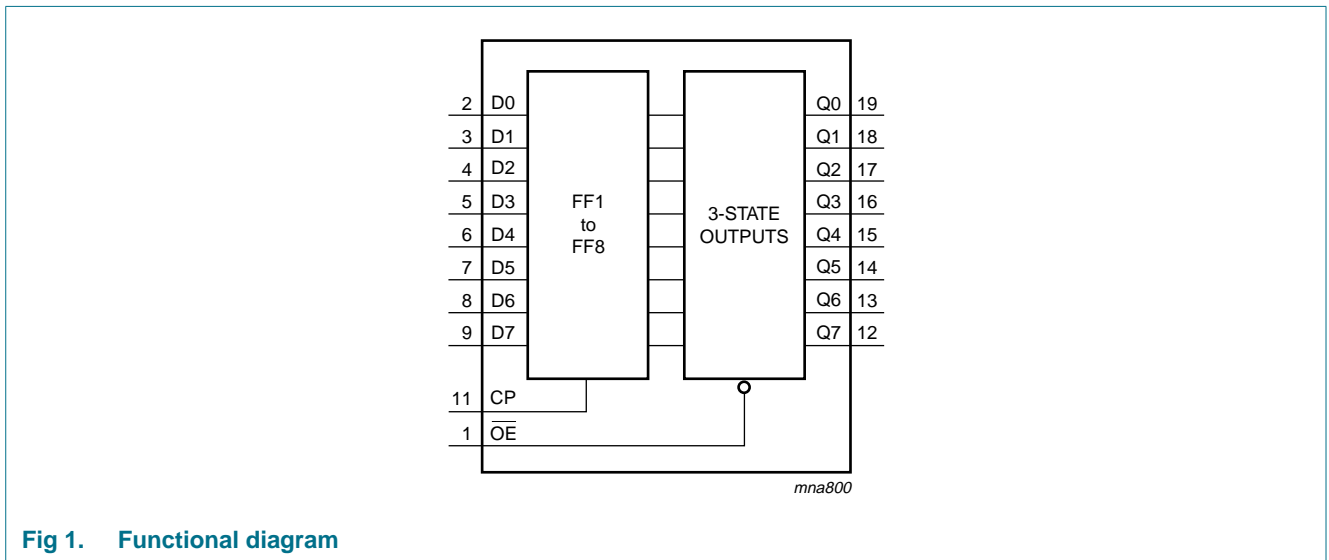 2 D0 Q0 19
3 D1 Q1 18
4 D2 Q2 17
5 D3 FF1 Q3 16
to 3-STATE
6 D4 FF8 OUTPUTS Q4 15
7 D5 Q5 14
8 D6 Q6 13
9 D7 Q7 12
11 CP
1 O̅E̅
mna800
Fig 1. Functional diagram